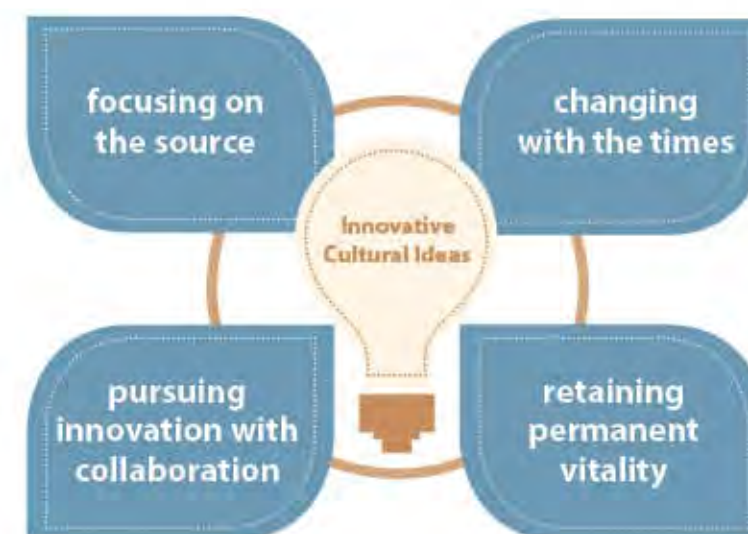 focusing on
the source
changing
with the times
Innovative
Cultural Ideas
pursuing
innovation with
collaboration
retaining
permanent
vitality